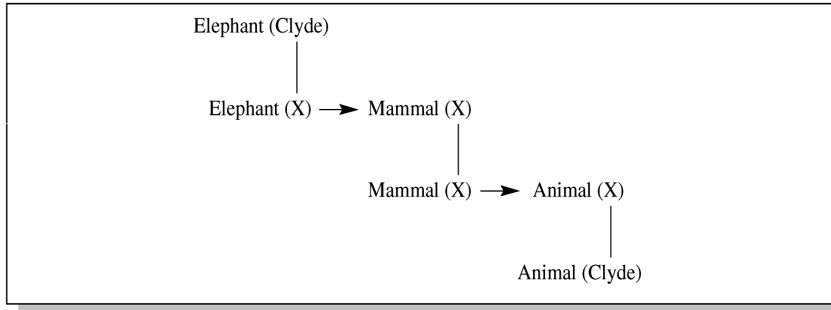 Elephant (Clyde)
Elephant (X) Mammal (X)
Mammal (X) Animal (X)
Animal (Clyde)